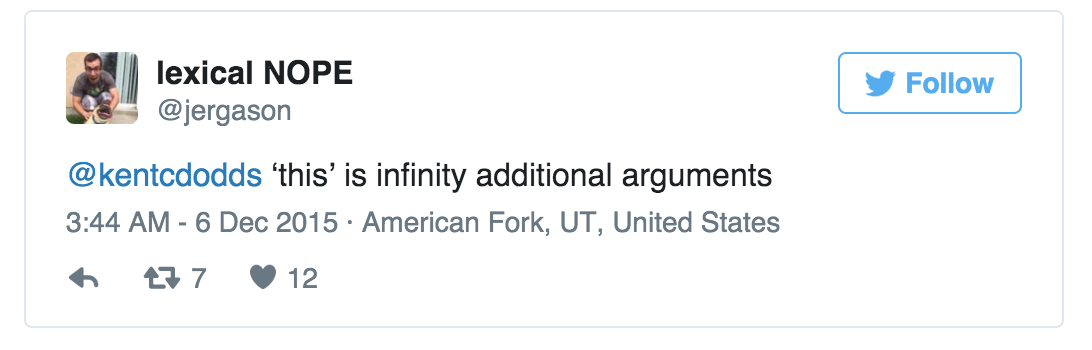 lexical NOPE
Follow
@jergason
@kentcdodds ‘this’ is infinity additional arguments
3:44 AM - 6 Dec 2015 · American Fork, UT, United States
7 12